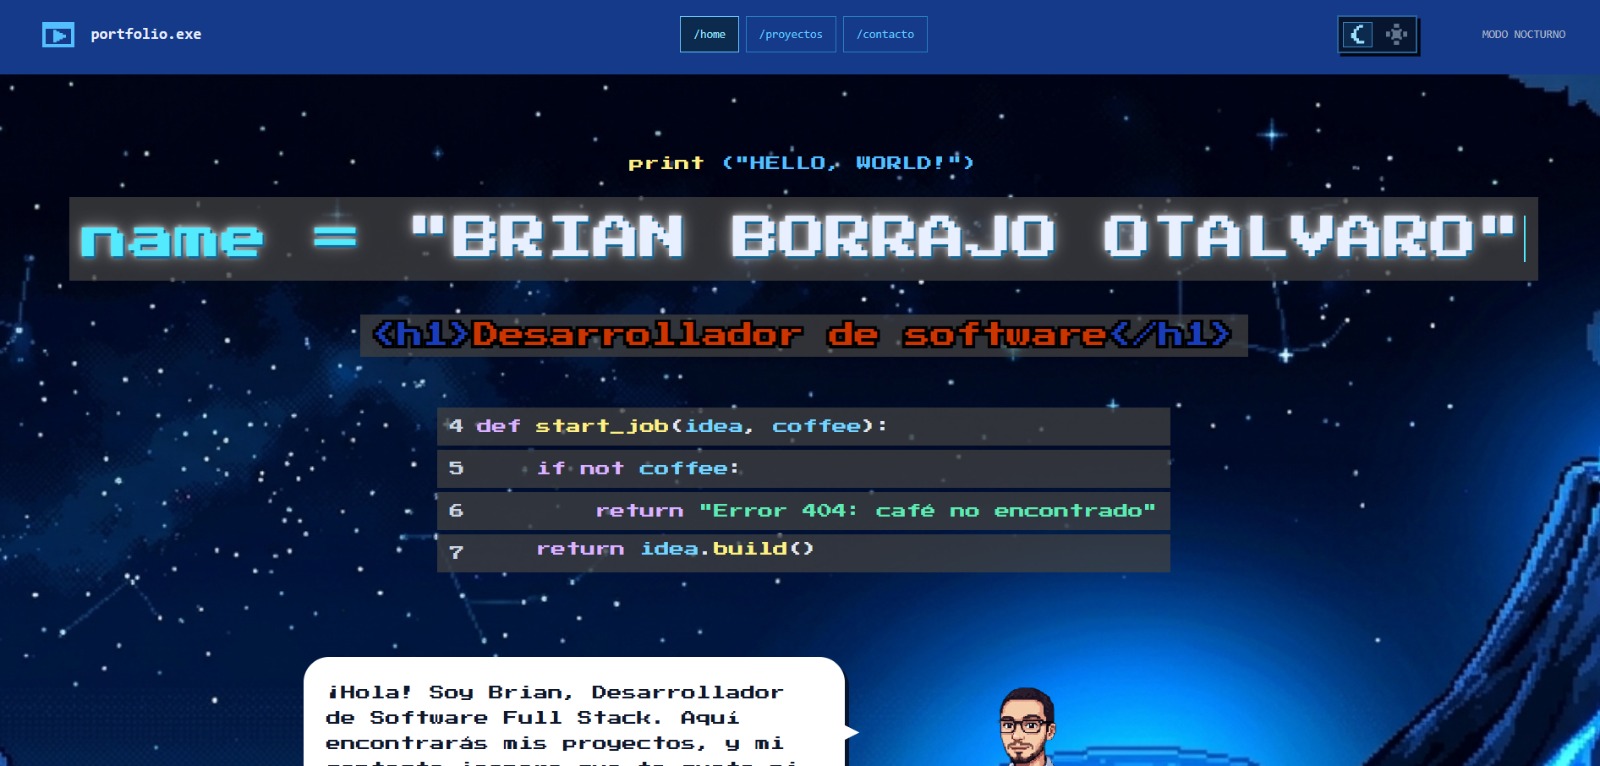 portfolio.exe
/home /proyectos /contacto
MODO NOCTURNO
print ("HELLO, WORLD!")
name = "BRIAN BORRAJO OTALVARO"
<h1>Desarrollador de software</h1>
4 def start_job(idea, coffee):
5 if not coffee:
6 return "Error 404: café no encontrado"
7 return idea.build()
¡Hola! Soy Brian, Desarrollador
de Software Full Stack. Aquí
encontrarás mis proyectos, y mi